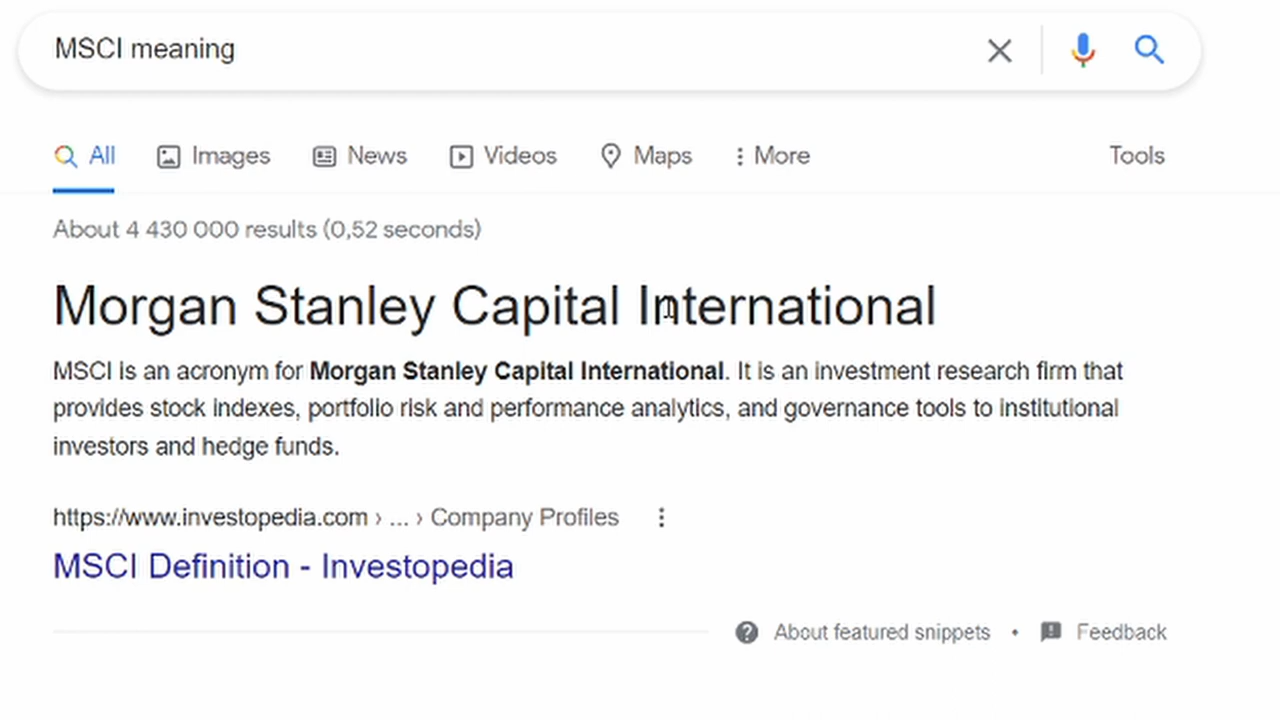 MSCI meaning
All Images News Videos Maps More Tools
About 4 430 000 results (0,52 seconds)
Morgan Stanley Capital International
MSCI is an acronym for Morgan Stanley Capital International. It is an investment research firm that
provides stock indexes, portfolio risk and performance analytics, and governance tools to institutional
investors and hedge funds.
https://www.investopedia.com › ... › Company Profiles
MSCI Definition - Investopedia
About featured snippets • Feedback